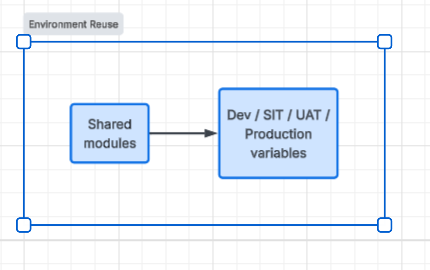 Environment Reuse
Shared
modules
Dev / SIT / UAT /
Production
variables